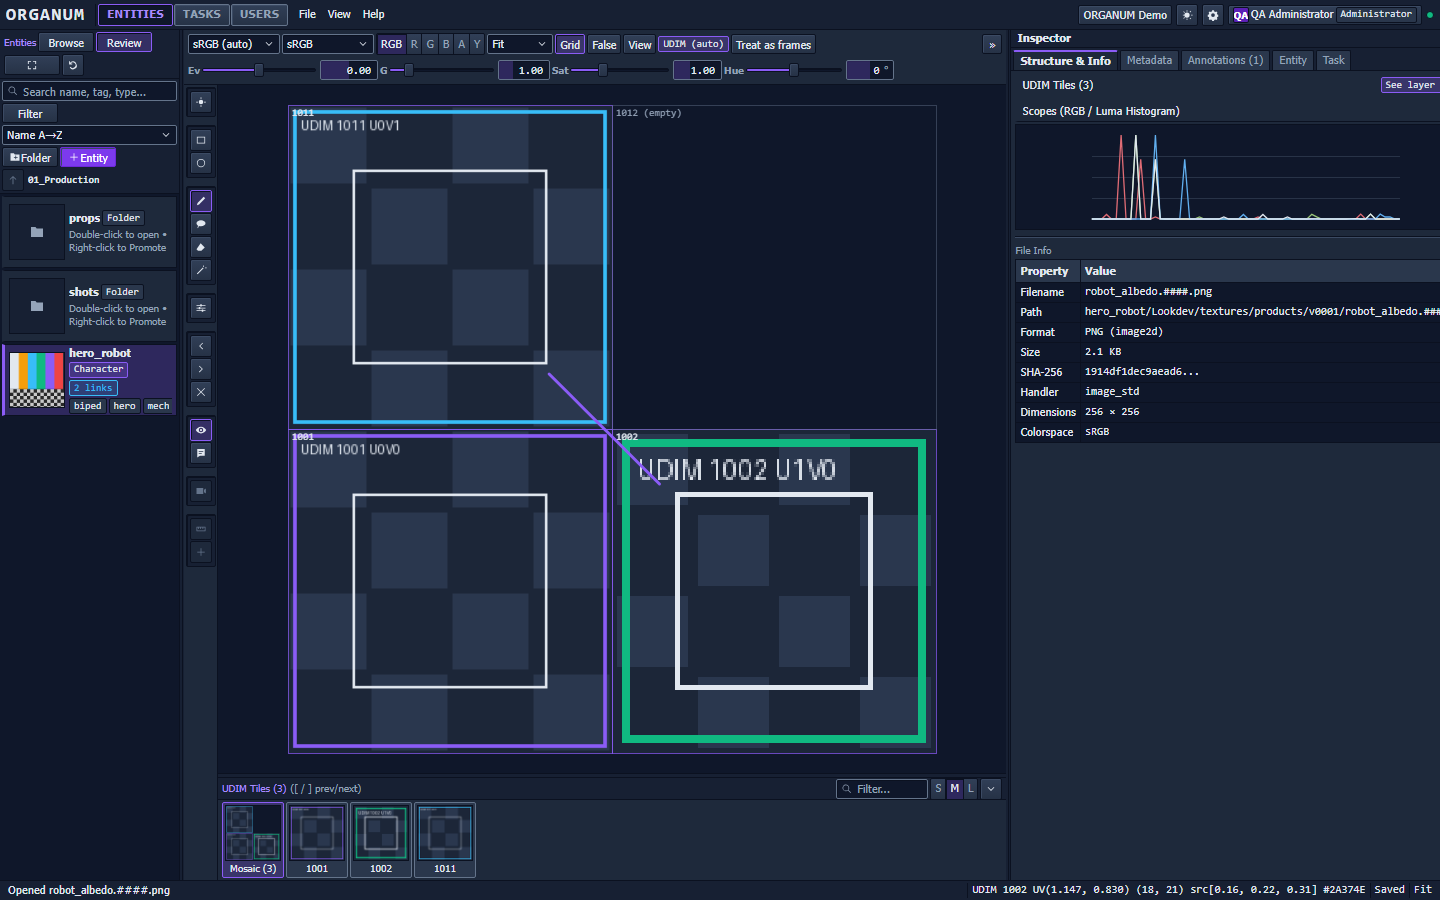 ORGANUM ENTITIES TASKS USERS File View Help ORGANUM Demo QA QA Administrator Administrator
Entities Browse Review
Search name, tag, type...
Filter
Name A→Z
Folder + Entity
01_Production
props Folder
Double-click to open •
Right-click to Promote
shots Folder
Double-click to open •
Right-click to Promote
hero_robot
Character
2 links
biped hero mech
sRGB (auto) sRGB RGB R G B A Y Fit Grid False View UDIM (auto) Treat as frames »
Ev 0.00 G 1.00 Sat 1.00 Hue 0 °
1011
UDIM 1011 U0V1
1012 (empty)
1001
UDIM 1001 U0V0
1002
UDIM 1002 U1V0
UDIM Tiles (3) ([ / ] prev/next) Filter... S M L
Mosaic (3) 1001 1002 1011
Inspector
Structure & Info Metadata Annotations (1) Entity Task
UDIM Tiles (3) See layer
Scopes (RGB / Luma Histogram)
File Info
Property Value
Filename robot_albedo.####.png
Path hero_robot/Lookdev/textures/products/v0001/robot_albedo.###
Format PNG (image2d)
Size 2.1 KB
SHA-256 1914df1dec9aead6...
Handler image_std
Dimensions 256 × 256
Colorspace sRGB
Opened robot_albedo.####.png UDIM 1002 UV(1.147, 0.830) (18, 21) src[0.16, 0.22, 0.31] #2A374E Saved Fit